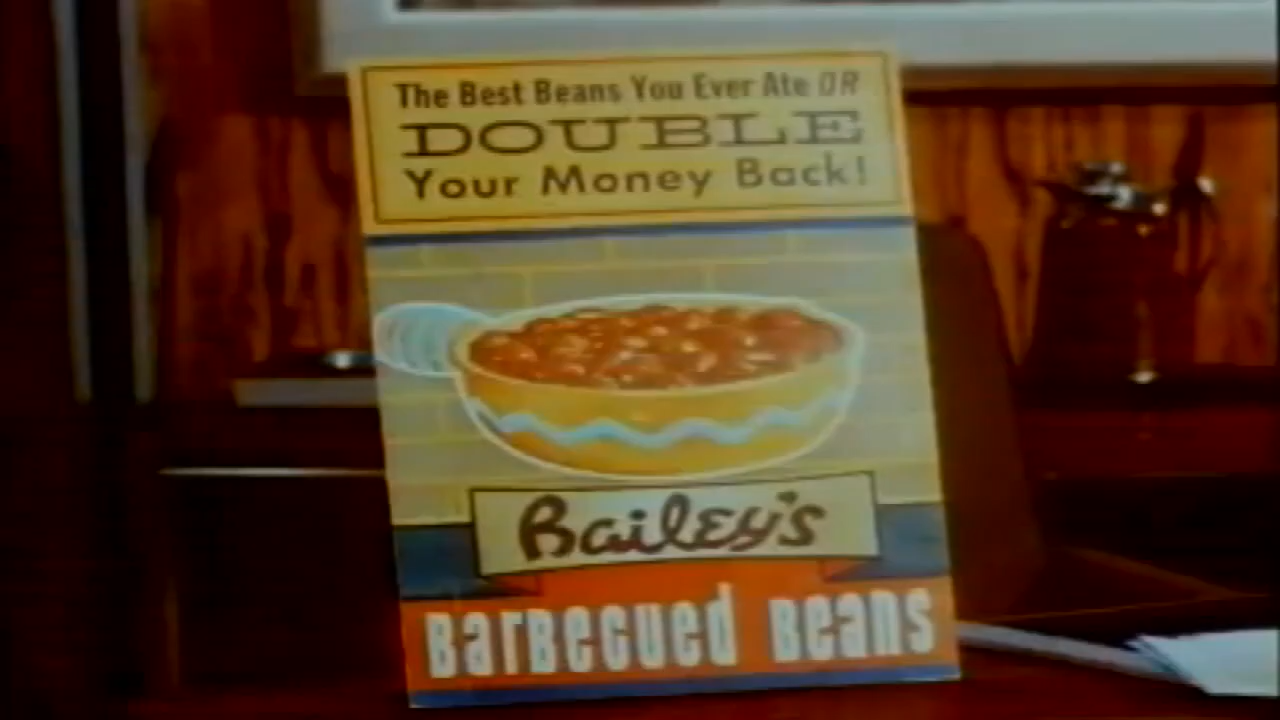 The Best Beans You Ever Ate OR
DOUBLE
Your Money Back!
Bailey's
Barbecued Beans